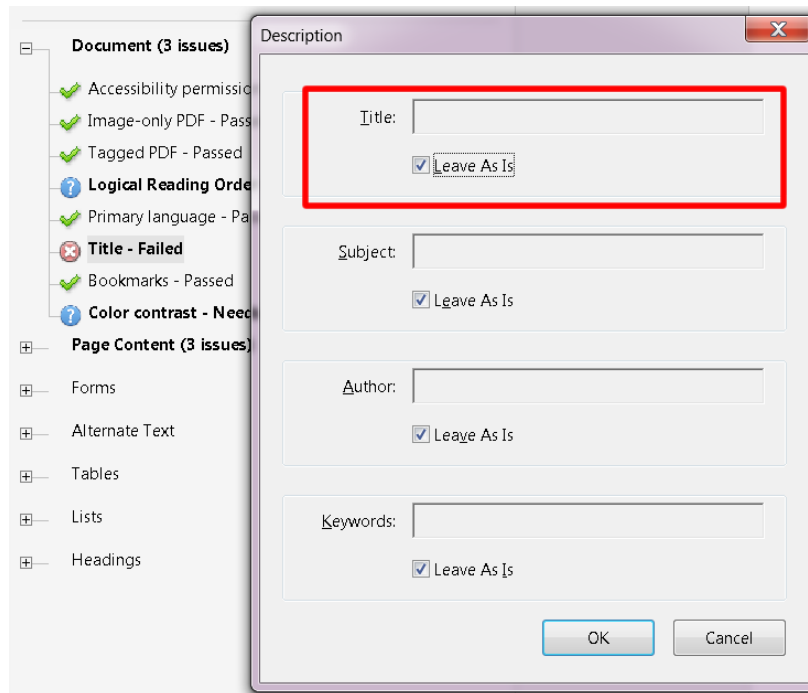 Document (3 issues)
Accessibility permissio
Image-only PDF - Pass
Tagged PDF - Passed
Logical Reading Orde
Primary language - Pa
Title - Failed
Bookmarks - Passed
Color contrast - Need
Page Content (3 issues)
Forms
Alternate Text
Tables
Lists
Headings
Description
Title:
Leave As Is
Subject:
Leave As Is
Author:
Leave As Is
Keywords:
Leave As Is
OK
Cancel